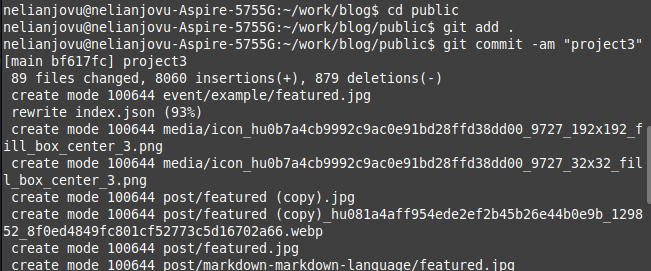 nelianjovu@nelianjovu-Aspire-5755G:~/work/blog$ cd public
nelianjovu@nelianjovu-Aspire-5755G:~/work/blog/public$ git add .
nelianjovu@nelianjovu-Aspire-5755G:~/work/blog/public$ git commit -am "project3"
[main bf617fc] project3
 89 files changed, 8060 insertions(+), 879 deletions(-)
 create mode 100644 event/example/featured.jpg
 rewrite index.json (93%)
 create mode 100644 media/icon_hu0b7a4cb9992c9ac0e91bd28ffd38dd00_9727_192x192_f
ill_box_center_3.png
 create mode 100644 media/icon_hu0b7a4cb9992c9ac0e91bd28ffd38dd00_9727_32x32_fil
l_box_center_3.png
 create mode 100644 post/featured (copy).jpg
 create mode 100644 post/featured (copy)_hu081a4aff954ede2ef2b45b26e44b0e9b_1298
52_8f0ed4849fc801cf52773c5d16702a66.webp
 create mode 100644 post/featured.jpg
 create mode 100644 post/markdown-markdown-language/featured.jpg